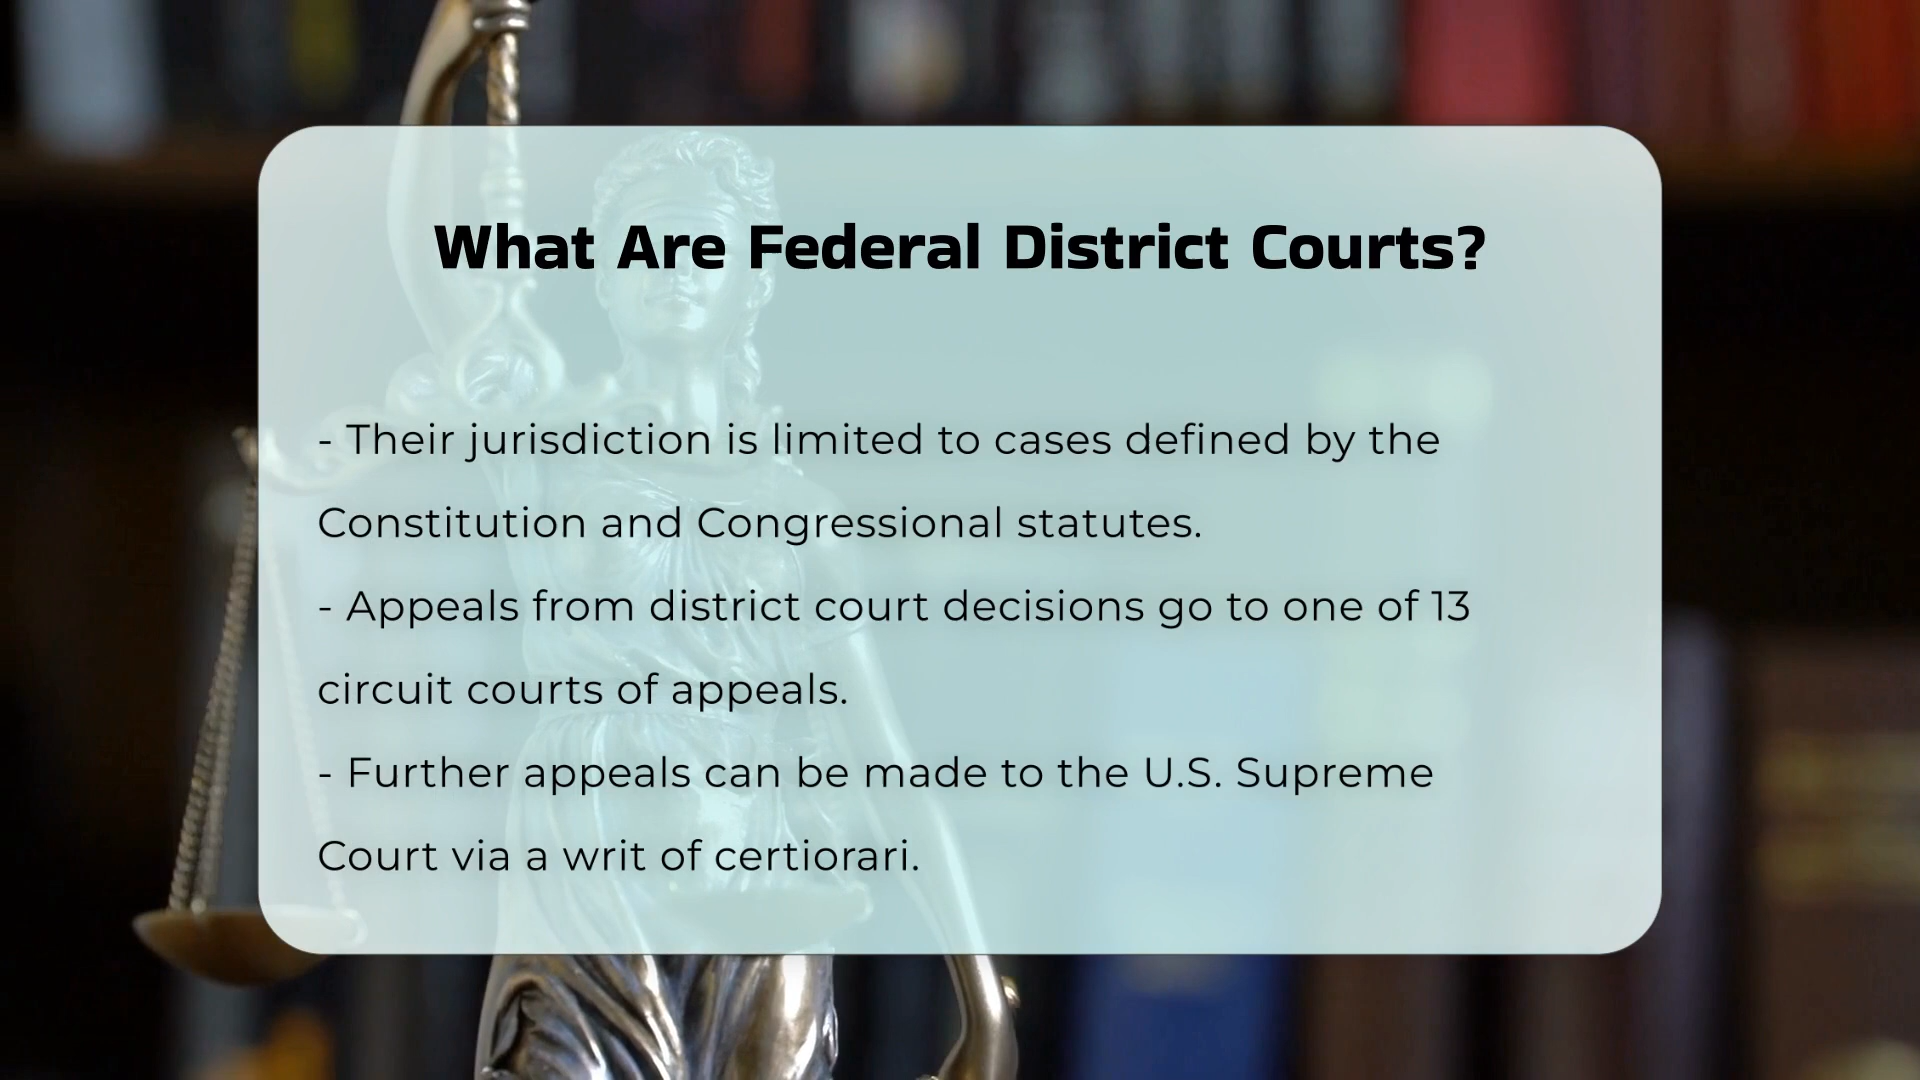 What Are Federal District Courts?
- Their jurisdiction is limited to cases defined by the
Constitution and Congressional statutes.
- Appeals from district court decisions go to one of 13
circuit courts of appeals.
- Further appeals can be made to the U.S. Supreme
Court via a writ of certiorari.